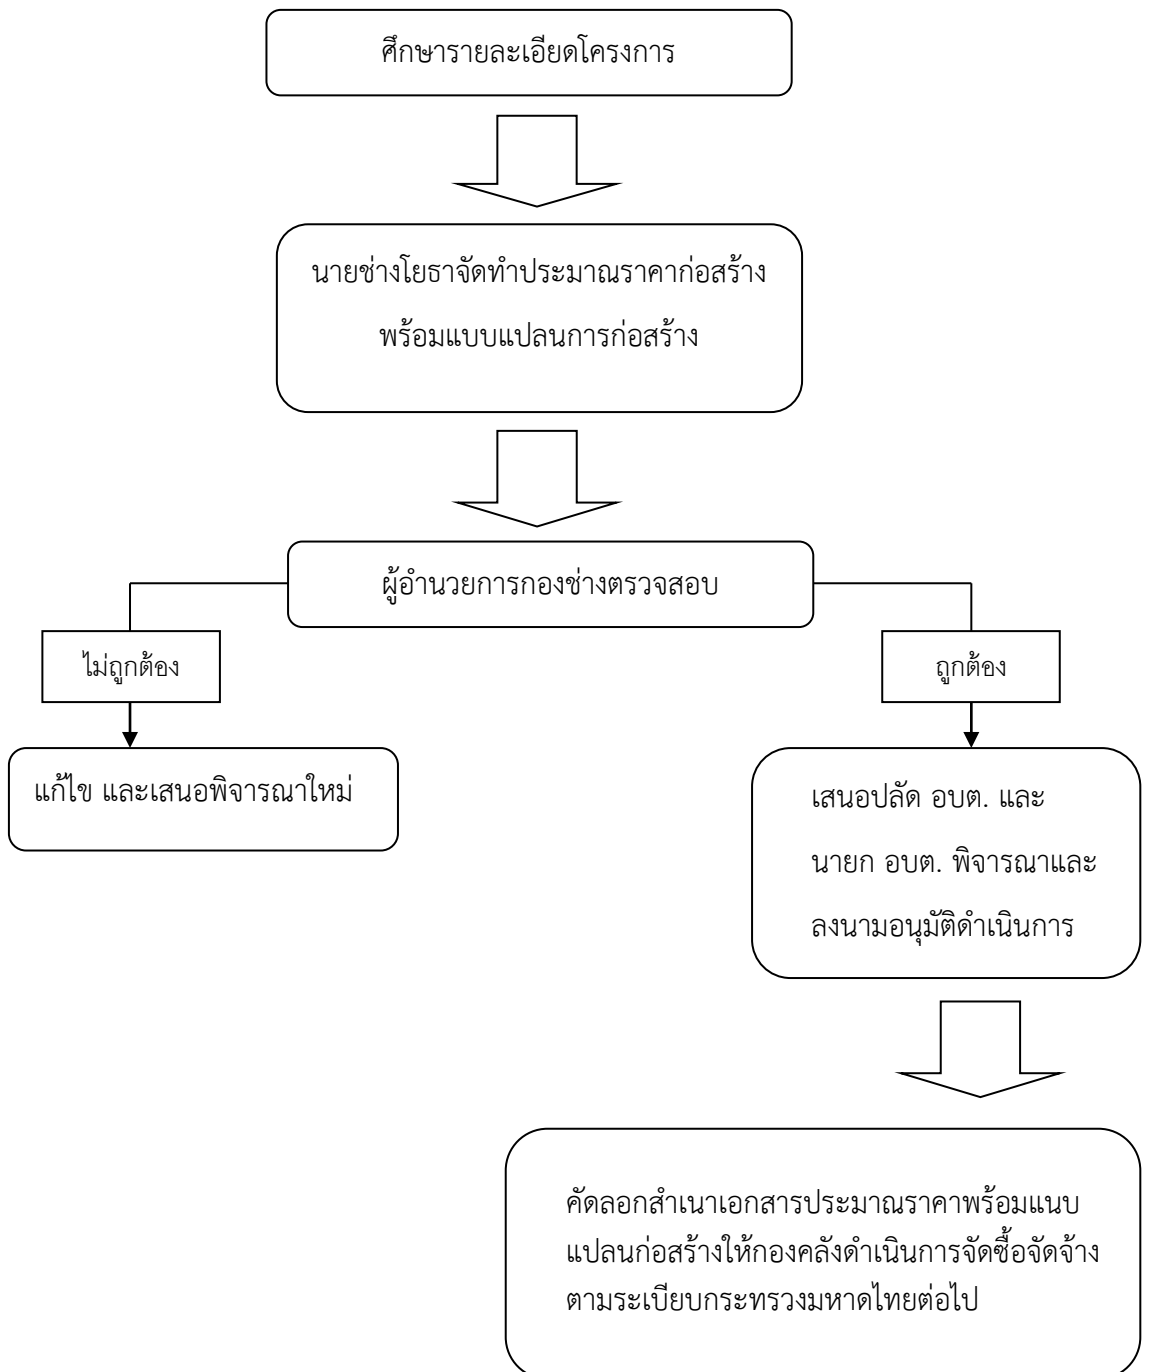 ศึกษารายละเอียดโครงการ
นายช่างโยธาจัดทำประมาณราคาก่อสร้าง
พร้อมแบบแปลนการก่อสร้าง
ผู้อำนวยการกองช่างตรวจสอบ
ไม่ถูกต้อง
ถูกต้อง
แก้ไข และเสนอพิจารณาใหม่
เสนอปลัด อบต. และ
นายก อบต. พิจารณาและ
ลงนามอนุมัติดำเนินการ
คัดลอกสำเนาเอกสารประมาณราคาพร้อมแนบ
แปลนก่อสร้างให้กองคลังดำเนินการจัดซื้อจัดจ้าง
ตามระเบียบกระทรวงมหาดไทยต่อไป